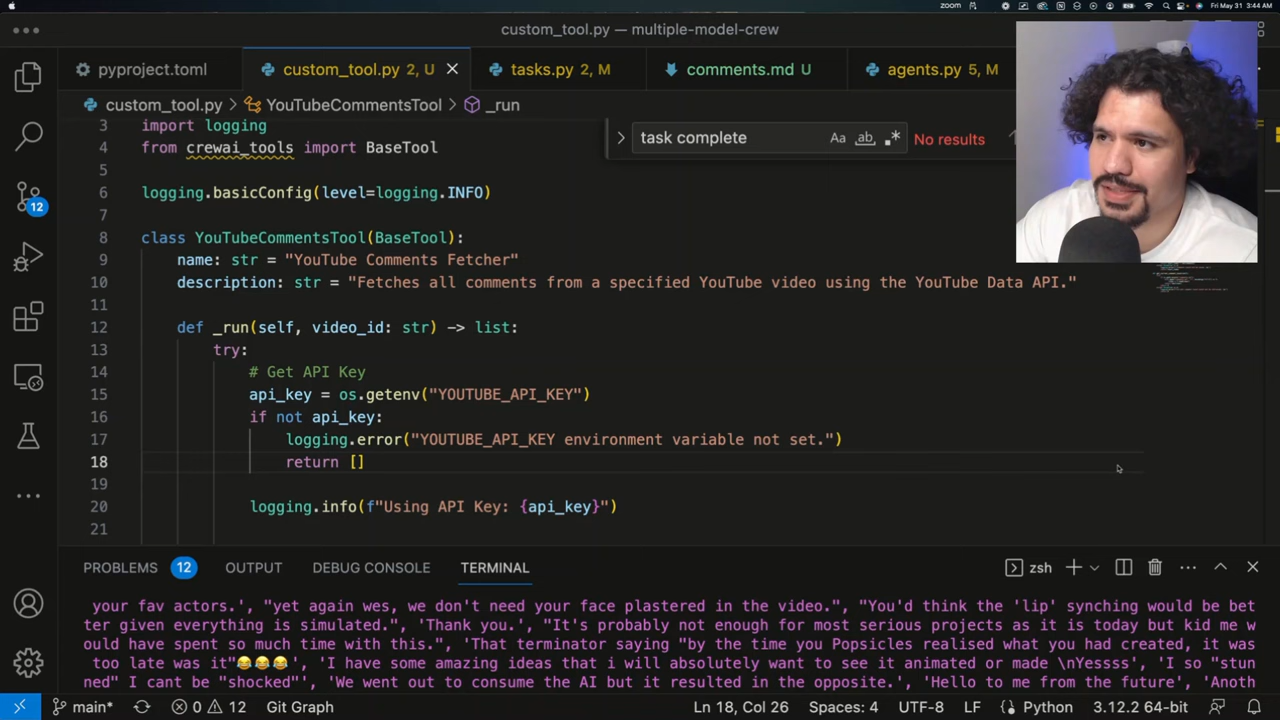 zoom
Fri May 31 3:44 AM
custom_tool.py — multiple-model-crew
pyproject.toml
custom_tool.py 2, U
tasks.py 2, M
comments.md U
agents.py 5, M
custom_tool.py > YouTubeCommentsTool > _run
task complete
Aa
ab
No results
3 import logging
4 from crewai_tools import BaseTool
5
6 logging.basicConfig(level=logging.INFO)
7
8 class YouTubeCommentsTool(BaseTool):
9 name: str = "YouTube Comments Fetcher"
10 description: str = "Fetches all comments from a specified YouTube video using the YouTube Data API."
11
12 def _run(self, video_id: str) -> list:
13 try:
14 # Get API Key
15 api_key = os.getenv("YOUTUBE_API_KEY")
16 if not api_key:
17 logging.error("YOUTUBE_API_KEY environment variable not set.")
18 return []
19
20 logging.info(f"Using API Key: {api_key}")
21
12
PROBLEMS 12 OUTPUT DEBUG CONSOLE TERMINAL
zsh
your fav actors.', "yet again wes, we don't need your face plastered in the video.", "You'd think the 'lip' synching would be bet
ter given everything is simulated.", 'Thank you.', "It's probably not enough for most serious projects as it is today but kid me w
ould have spent so much time with this.", 'That terminator saying "by the time you Popsicles realised what you had created, it was
too late was it"😂😂😂', 'I have some amazing ideas that i will absolutely want to see it animated or made \nYessss', 'I so "stun
ned" I cant be "shocked"', 'We went out to consume the AI but it resulted in the opposite.', 'Hello to me from the future', 'Anoth
main* 0 12 Git Graph
Ln 18, Col 26 Spaces: 4 UTF-8 LF Python 3.12.2 64-bit